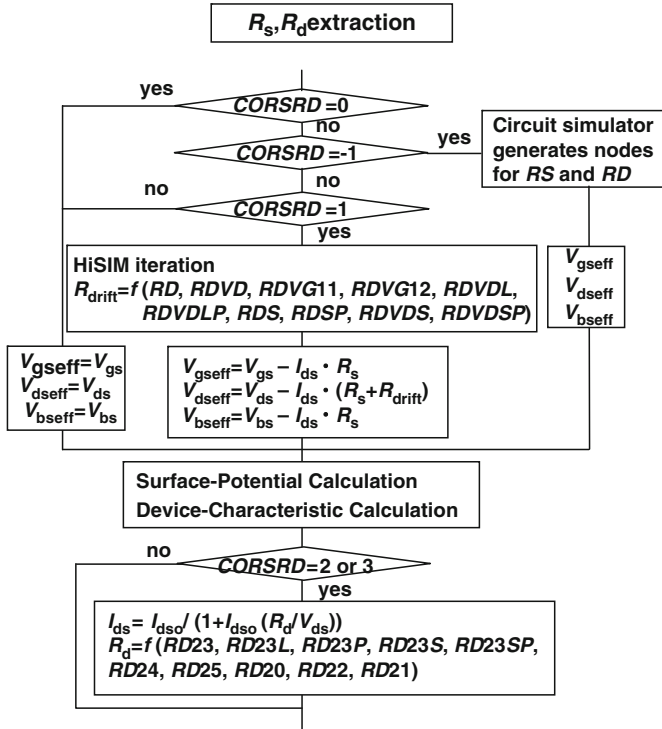 Rs,Rd extraction
yes
CORSRD=0
no
yes
CORSRD=-1
Circuit simulator
generates nodes
for RS and RD
no
no
CORSRD=1
yes
HiSIM iteration
Rdrift=f (RD, RDVD, RDVG11, RDVG12, RDVDL,
RDVDLP, RDS, RDSP, RDVDS, RDVDSP)
Vgseff
Vdseff
Vbseff
Vgseff=Vgs
Vdseff=Vds
Vbseff=Vbs
Vgseff=Vgs – Ids · Rs
Vdseff=Vds – Ids · (Rs+Rdrift)
Vbseff=Vbs – Ids · Rs
Surface-Potential Calculation
Device-Characteristic Calculation
no
CORSRD=2 or 3
yes
Ids= Idso/ (1+Idso (Rd/Vds))
Rd=f (RD23, RD23L, RD23P, RD23S, RD23SP,
RD24, RD25, RD20, RD22, RD21)